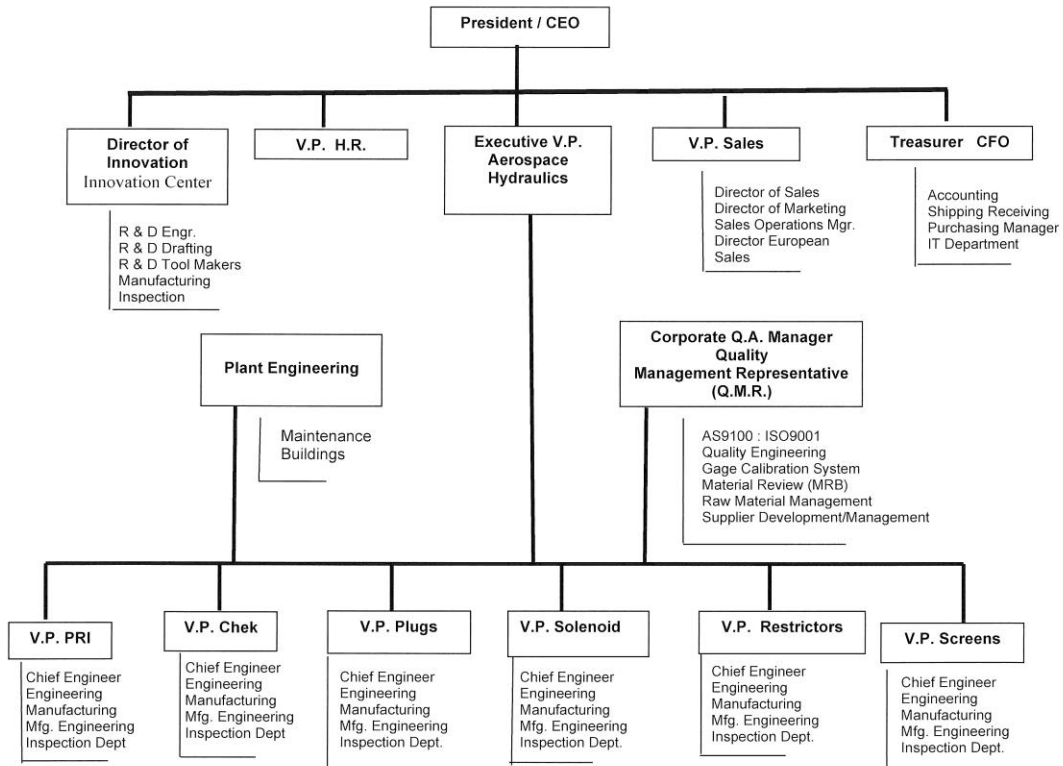 President / CEO
Director of
Innovation
Innovation Center
V.P. H.R.
Executive V.P.
Aerospace
Hydraulics
V.P. Sales
Treasurer CFO
R & D Engr.
R & D Drafting
R & D Tool Makers
Manufacturing
Inspection
Director of Sales
Director of Marketing
Sales Operations Mgr.
Director European
Sales
Accounting
Shipping Receiving
Purchasing Manager
IT Department
Plant Engineering
Maintenance
Buildings
Corporate Q.A. Manager
Quality
Management Representative
(Q.M.R.)
AS9100 : ISO9001
Quality Engineering
Gage Calibration System
Material Review (MRB)
Raw Material Management
Supplier Development/Management
V.P. PRI
Chief Engineer
Engineering
Manufacturing
Mfg. Engineering
Inspection Dept
V.P. Chek
Chief Engineer
Engineering
Manufacturing
Mfg. Engineering
Inspection Dept
V.P. Plugs
Chief Engineer
Engineering
Manufacturing
Mfg. Engineering
Inspection Dept.
V.P. Solenoid
Chief Engineer
Engineering
Manufacturing
Mfg. Engineering
Inspection Dept.
V.P. Restrictors
Chief Engineer
Engineering
Manufacturing
Mfg. Engineering
Inspection Dept.
V.P. Screens
Chief Engineer
Engineering
Manufacturing
Mfg. Engineering
Inspection Dept.